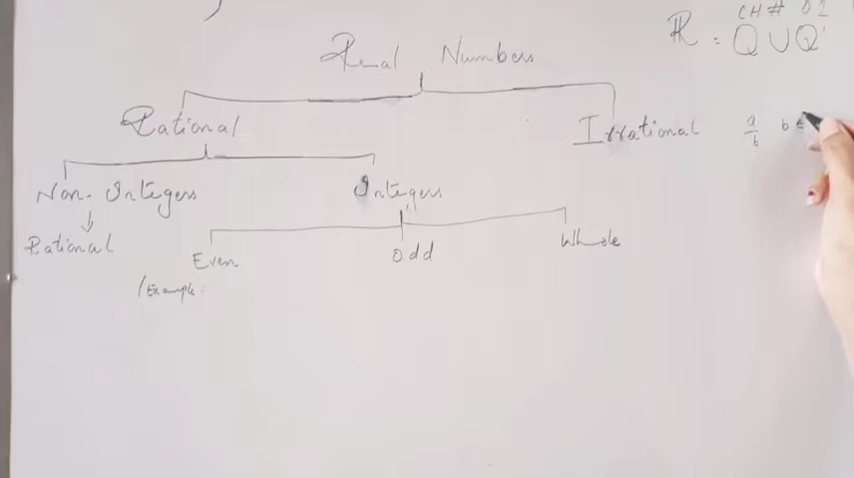 CH# 01
ℝ = Q ∪ Q'
Real Numbers
Rational
Irrational
a/b b
Non-Integers
Integers
Rational
Even
Odd
Whole
(Example: